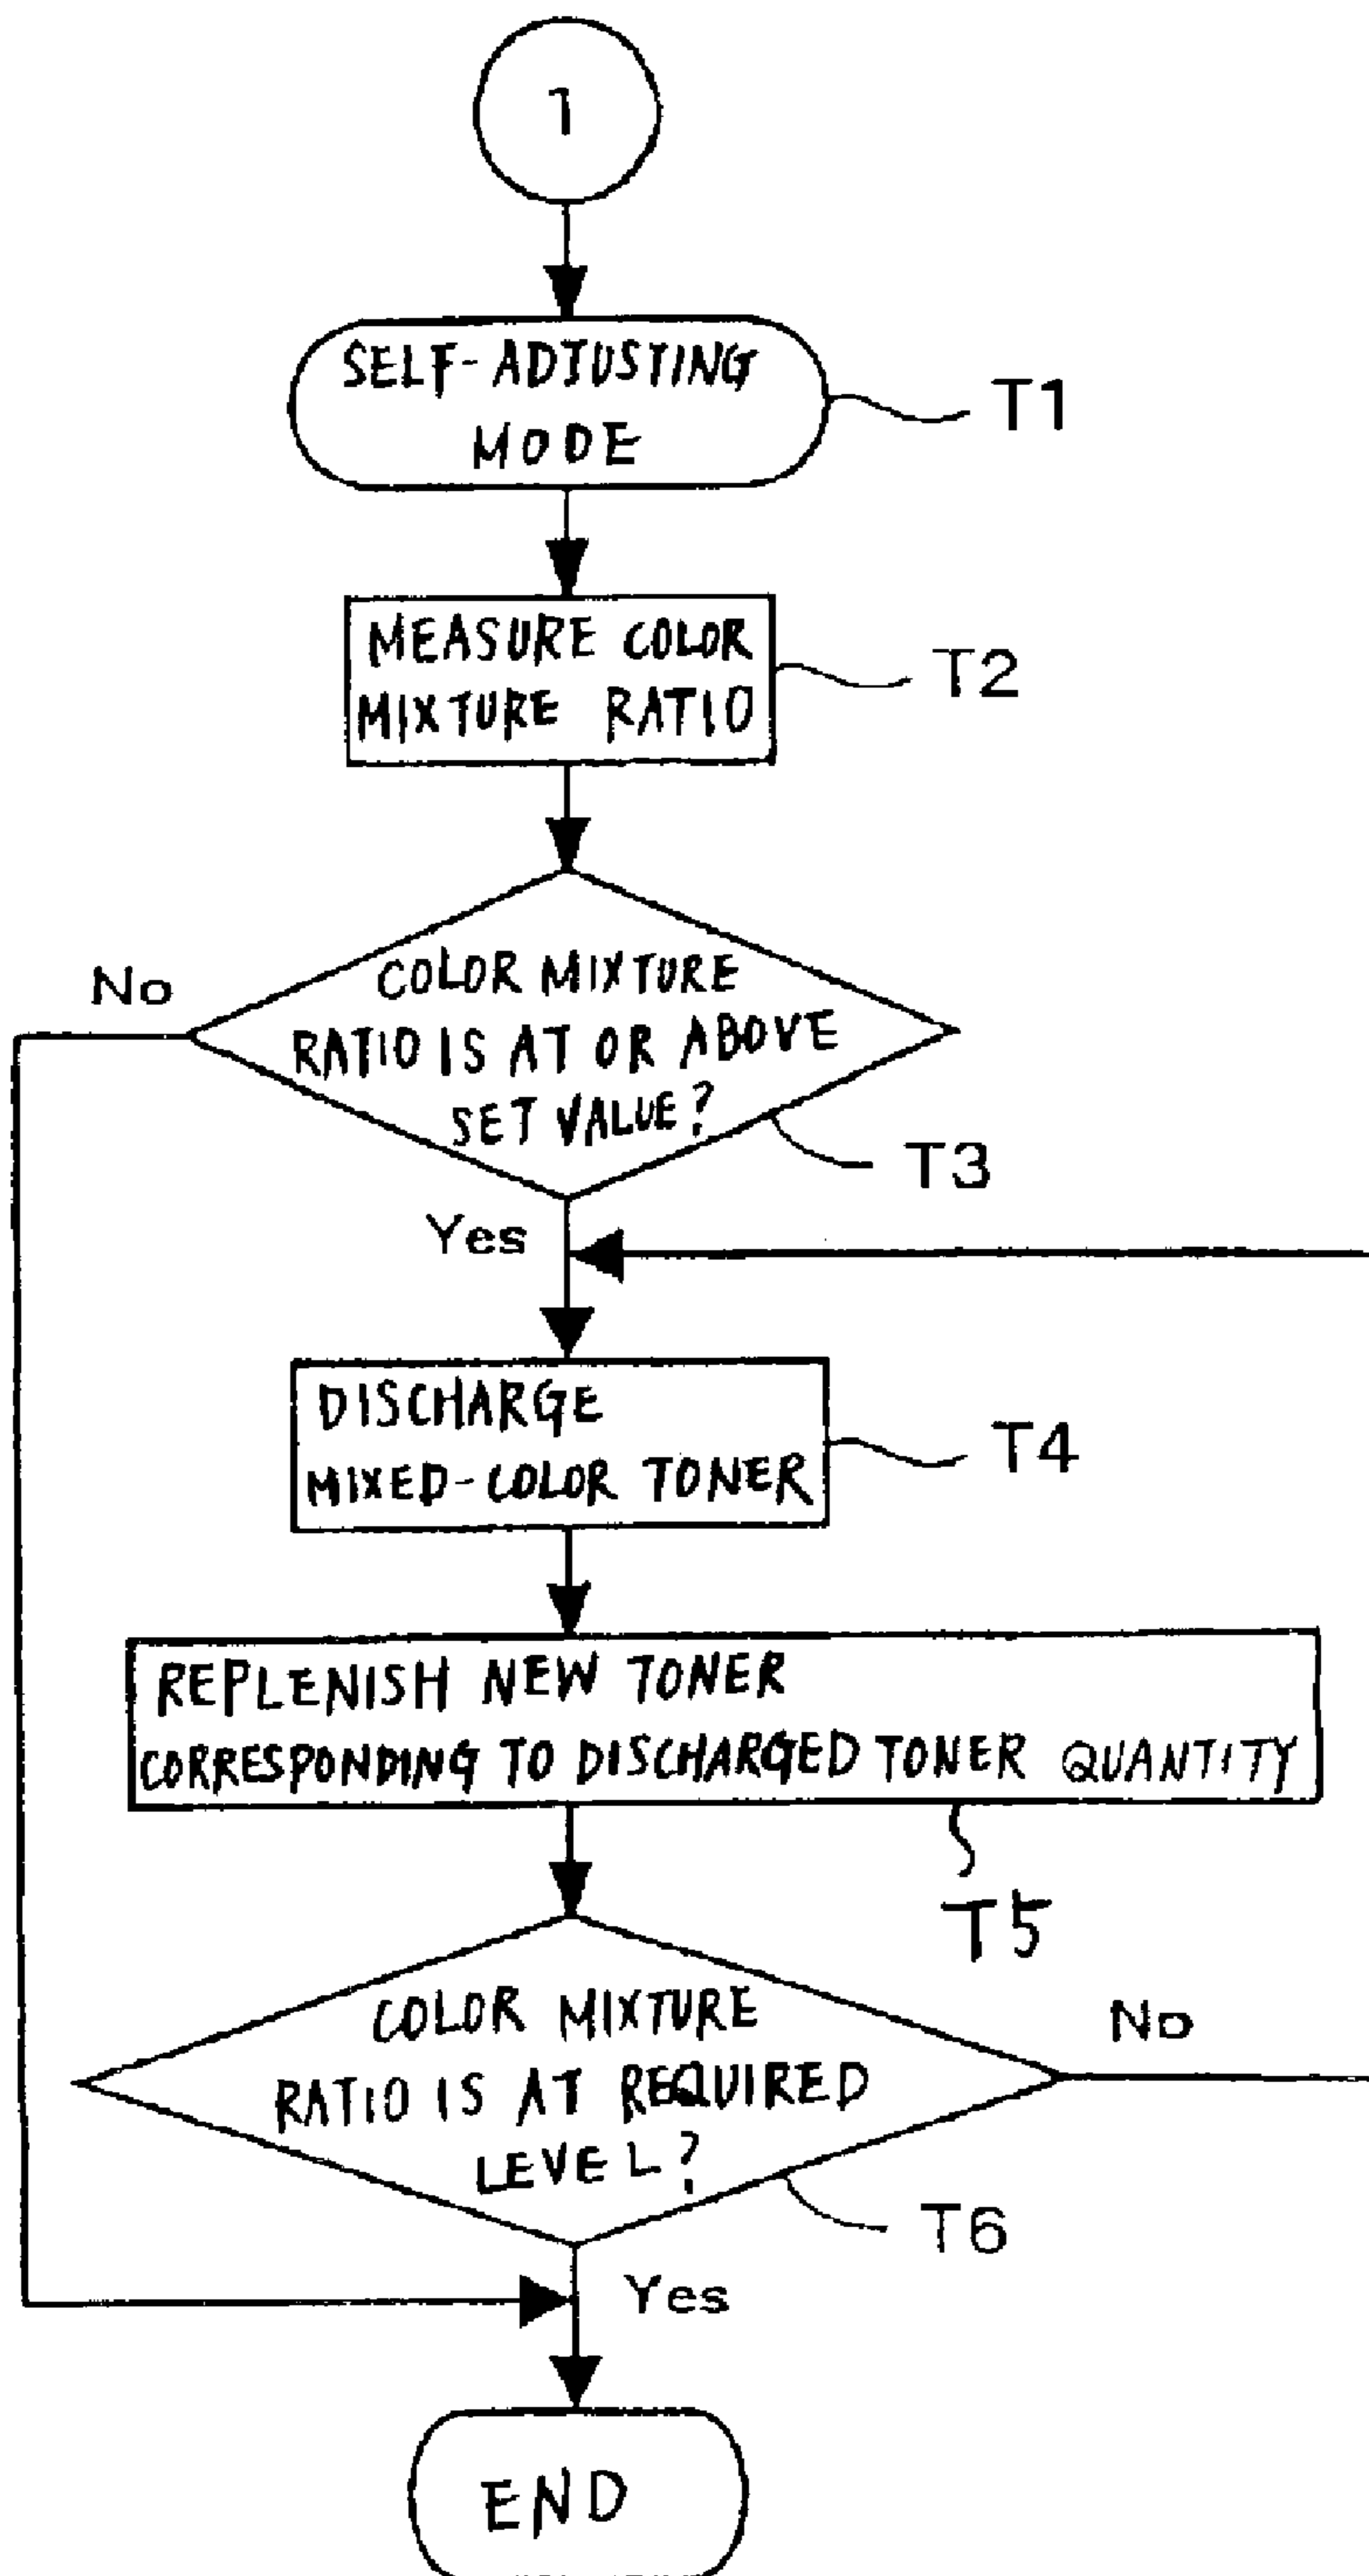 1
SELF-ADJUSTING
MODE
T1
MEASURE COLOR
MIXTURE RATIO
T2
No
COLOR MIXTURE
RATIO IS AT OR ABOVE
SET VALUE?
T3
Yes
DISCHARGE
MIXED-COLOR TONER
T4
REPLENISH NEW TONER
CORRESPONDING TO DISCHARGED TONER QUANTITY
T5
COLOR MIXTURE
RATIO IS AT REQUIRED
LEVEL?
No
T6
Yes
END